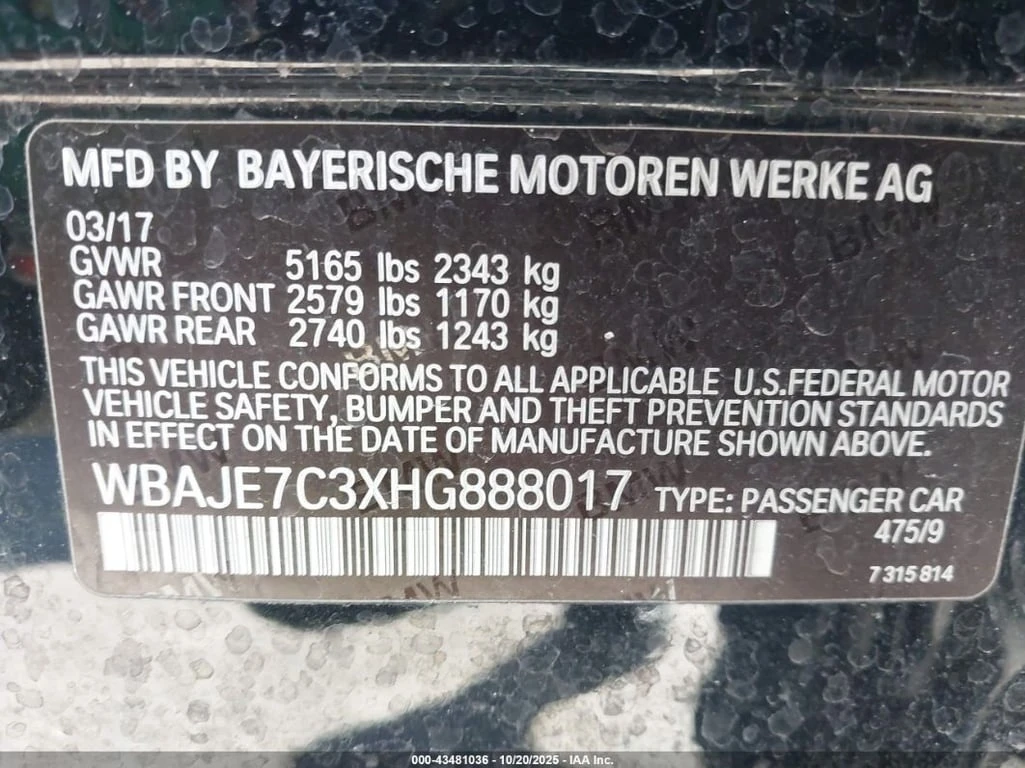 MFD BY BAYERISCHE MOTOREN WERKE AG
03/17
GVWR 5165 lbs 2343 kg
GAWR FRONT 2579 lbs 1170 kg
GAWR REAR 2740 lbs 1243 kg
THIS VEHICLE CONFORMS TO ALL APPLICABLE U.S.FEDERAL MOTOR
VEHICLE SAFETY, BUMPER AND THEFT PREVENTION STANDARDS
IN EFFECT ON THE DATE OF MANUFACTURE SHOWN ABOVE.
WBAJE7C3XHG888017 TYPE: PASSENGER CAR
475/9
7 315 814
000-43481036 - 10/20/2025 - IAA Inc.